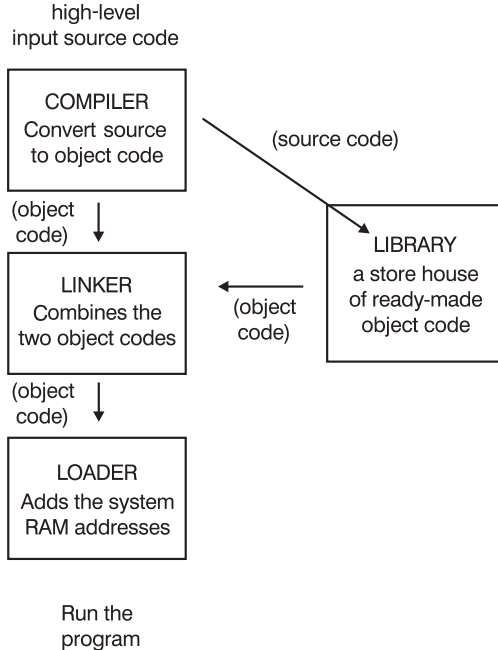 high-level
input source code
COMPILER
Convert source
to object code
(source code)
(object
code)
LIBRARY
a store house
of ready-made
object code
LINKER
Combines the
two object codes
(object
code)
(object
code)
LOADER
Adds the system
RAM addresses
Run the
program